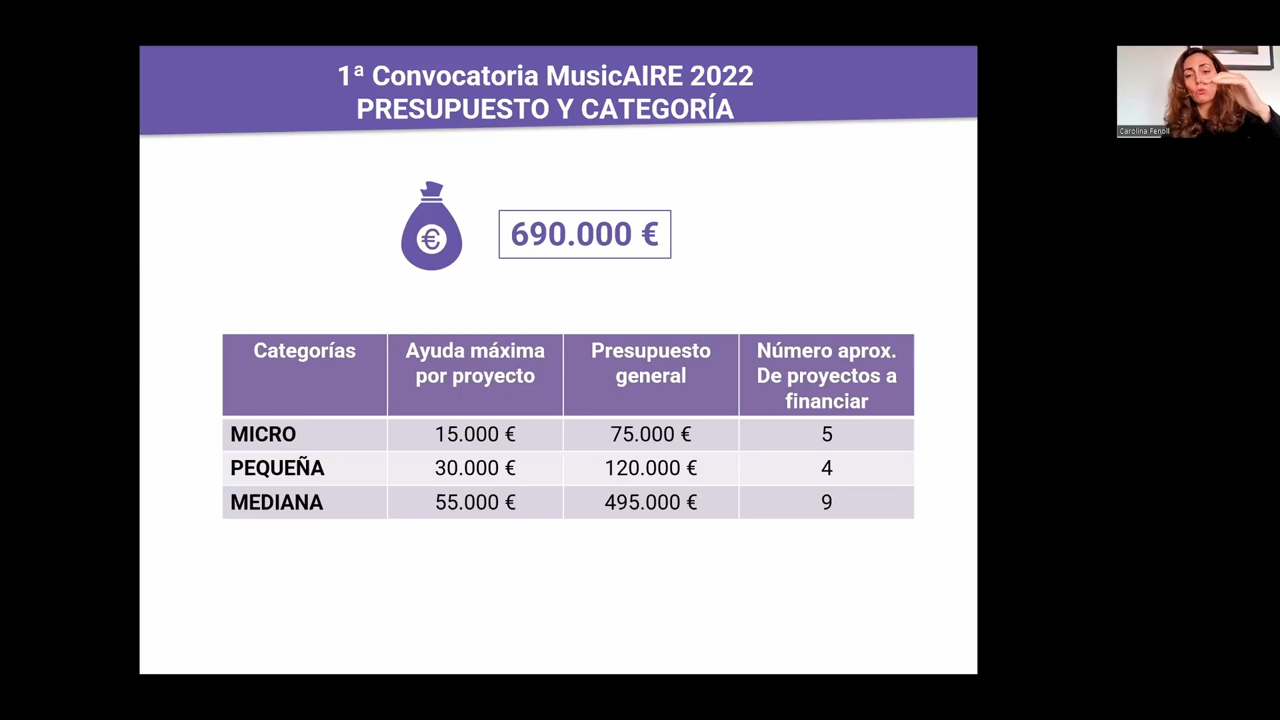 1ª Convocatoria MusicAIRE 2022
PRESUPUESTO Y CATEGORÍA
€
690.000 €
Categorías
Ayuda máxima
por proyecto
Presupuesto
general
Número aprox.
De proyectos a
financiar
MICRO 15.000 € 75.000 € 5
PEQUEÑA 30.000 € 120.000 € 4
MEDIANA 55.000 € 495.000 € 9
Carolina Fenoll